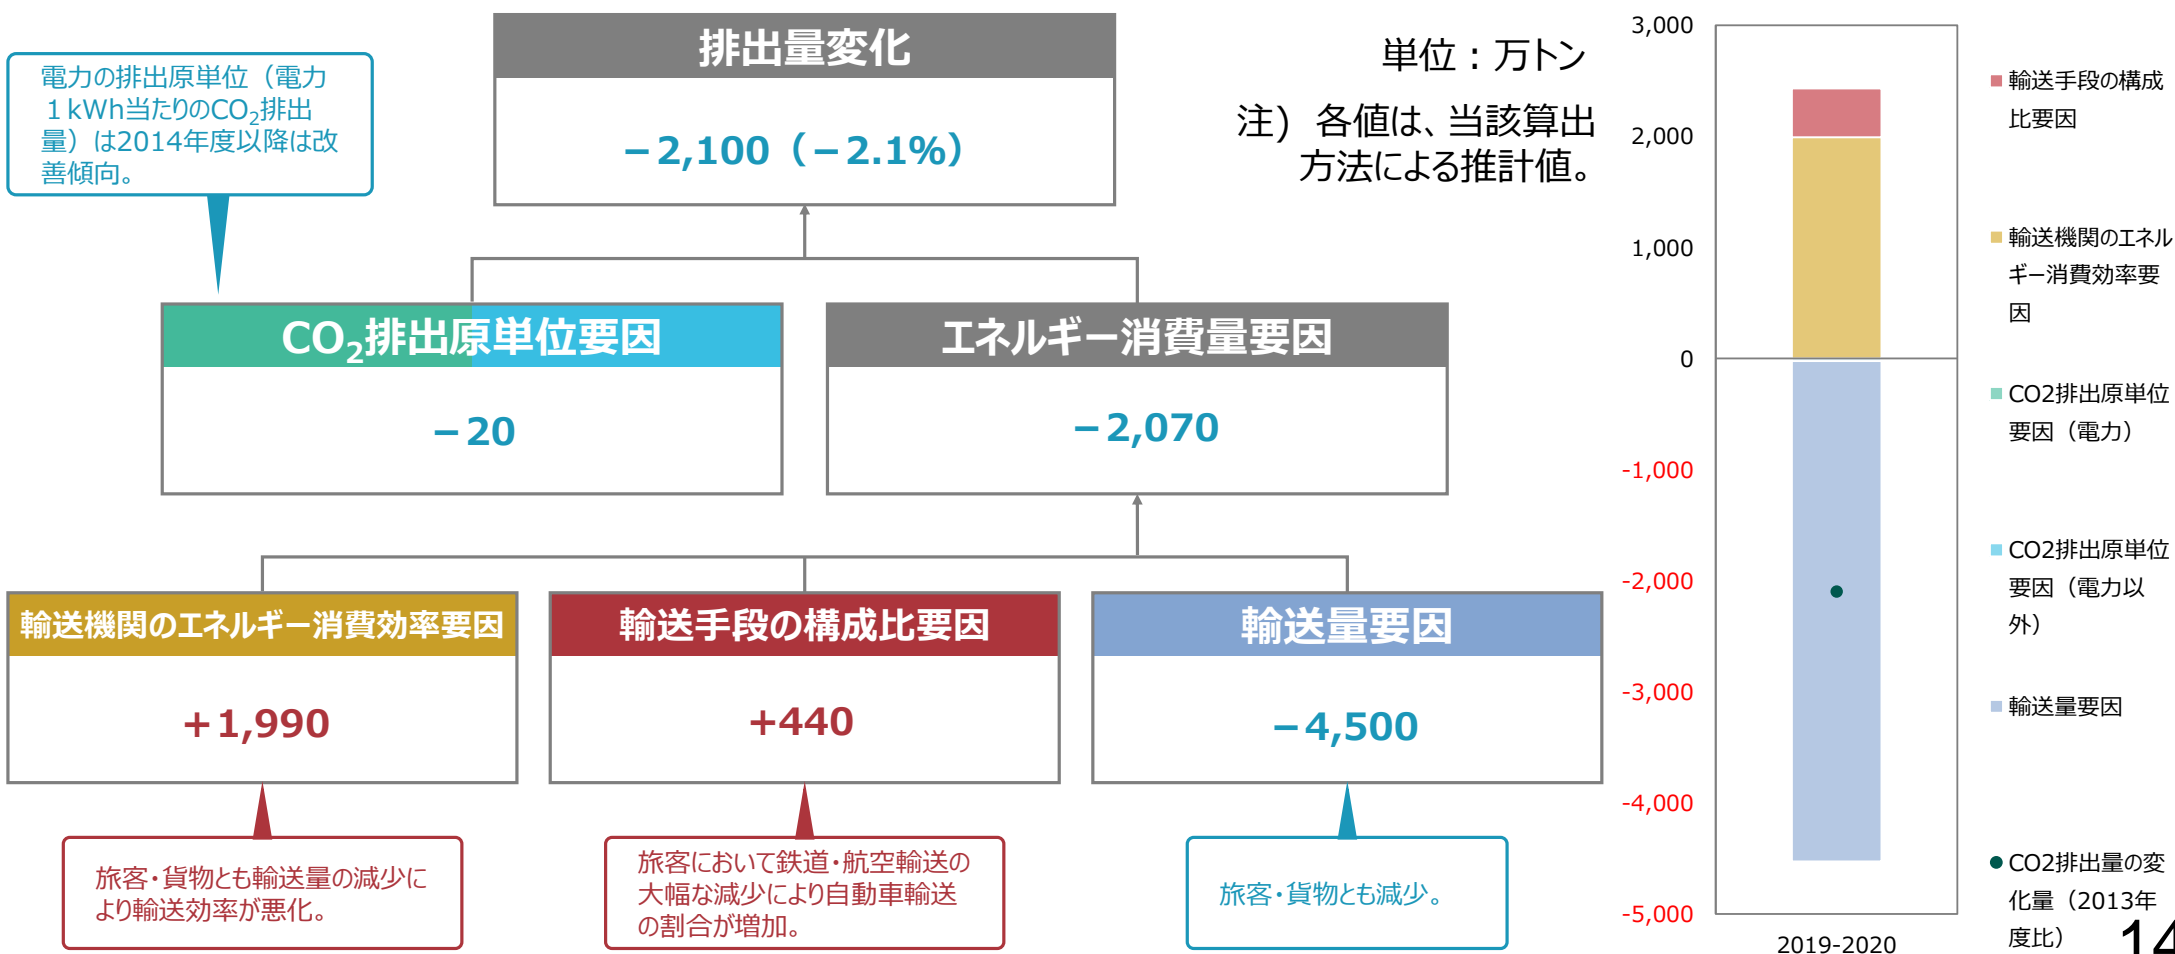 排出量変化
－2,100（－2.1%）
単位：万トン
注）各値は、当該算出
方法による推計値。
電力の排出原単位（電力
１kWh当たりのCO2排出
量）は2014年度以降は改
善傾向。
CO2排出原単位要因
－20
エネルギー消費量要因
－2,070
輸送機関のエネルギー消費効率要因
＋1,990
輸送手段の構成比要因
+440
輸送量要因
－4,500
旅客・貨物とも輸送量の減少に
より輸送効率が悪化。
旅客において鉄道・航空輸送の
大幅な減少により自動車輸送
の割合が増加。
旅客・貨物とも減少。
3,000
2,000
1,000
0
-1,000
-2,000
-3,000
-4,000
-5,000
2019-2020
輸送手段の構成
比要因
輸送機関のエネル
ギー消費効率要
因
CO2排出原単位
要因（電力）
CO2排出原単位
要因（電力以
外）
輸送量要因
CO2排出量の変
化量（2013年
度比）
14